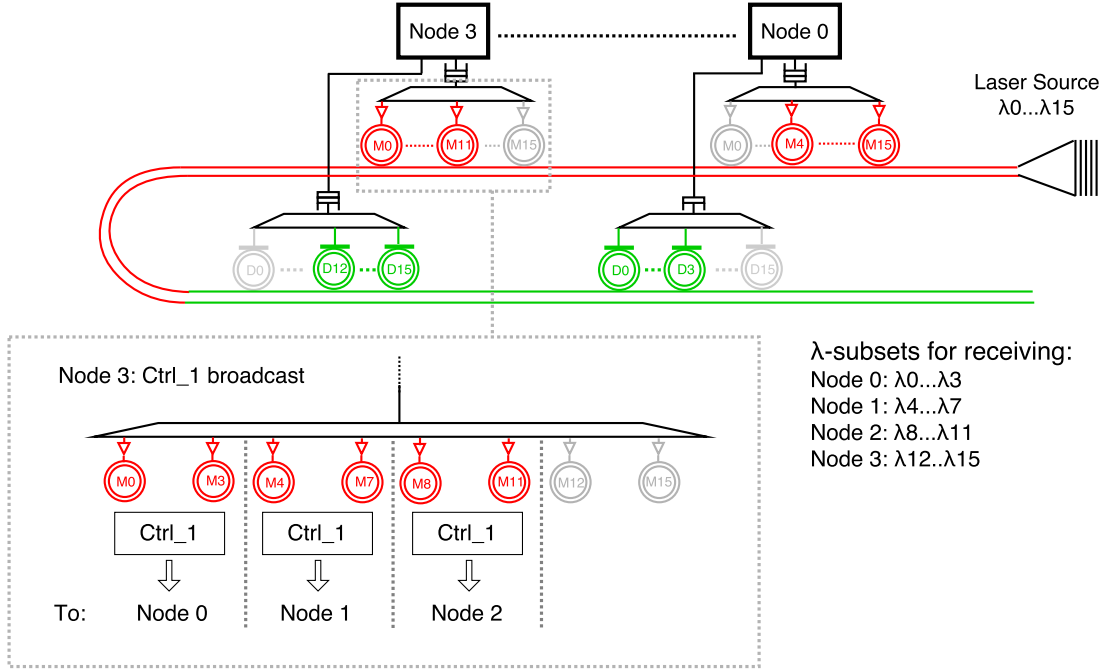 Node 3
Node 0
Laser Source
λ0...λ15
M0
M11
M15
M0
M4
M15
D0
D12
D15
D0
D3
D15
λ-subsets for receiving:
Node 0: λ0...λ3
Node 1: λ4...λ7
Node 2: λ8...λ11
Node 3: λ12..λ15
Node 3: Ctrl_1 broadcast
M0
M3
M4
M7
M8
M11
M12
M15
Ctrl_1
Ctrl_1
Ctrl_1
To:
Node 0
Node 1
Node 2